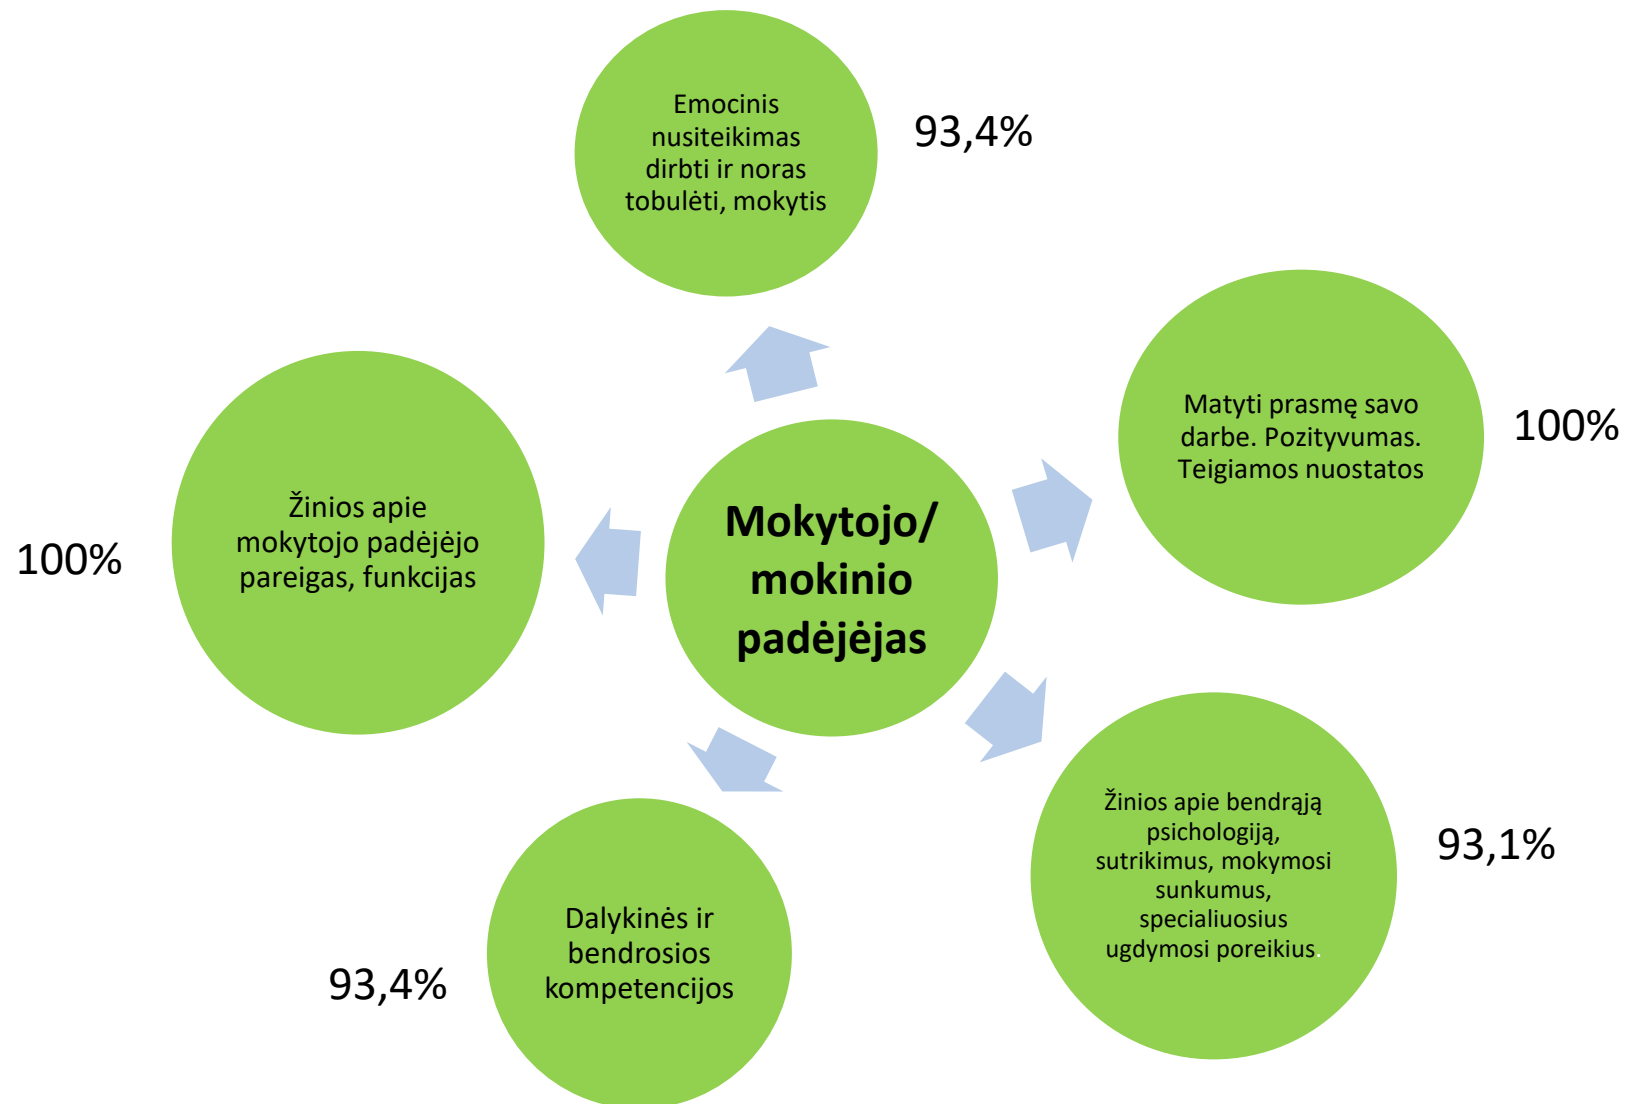 Emocinis
nusiteikimas
dirbti ir noras
tobulėti, mokytis
93,4%
Matyti prasmę savo
darbe. Pozityvumas.
Teigiamos nuostatos
100%
Žinios apie
mokytojo padėjėjo
pareigas, funkcijas
100%
Mokytojo/
mokinio
padėjėjas
Žinios apie bendrąją
psichologiją,
sutrikimus, mokymosi
sunkumus,
specialiuosius
ugdymosi poreikius.
93,1%
Dalykinės ir
bendrosios
kompetencijos
93,4%